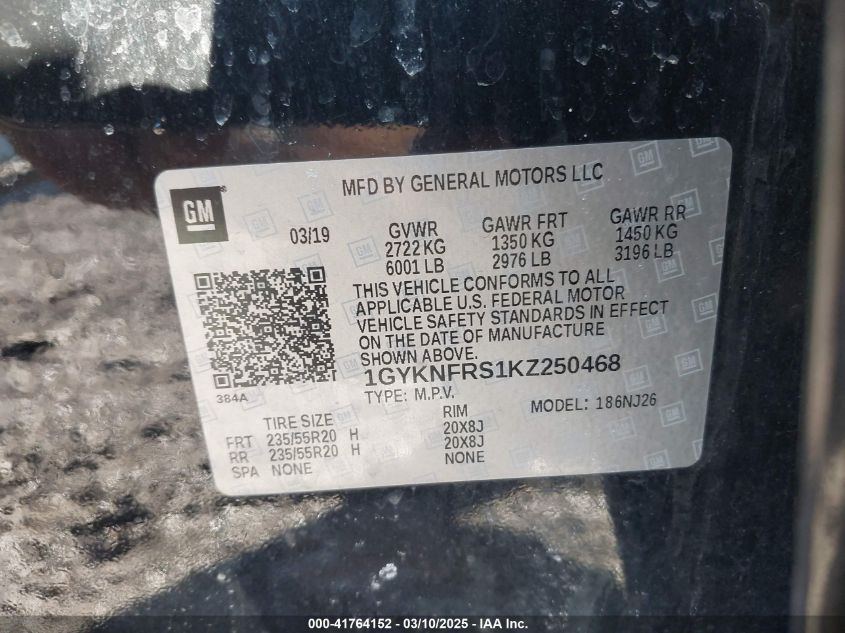 GM
MFD BY GENERAL MOTORS LLC
03/19
GVWR GAWR FRT GAWR RR
2722 KG 1350 KG 1450 KG
6001 LB 2976 LB 3196 LB
THIS VEHICLE CONFORMS TO ALL
APPLICABLE U.S. FEDERAL MOTOR
VEHICLE SAFETY STANDARDS IN EFFECT
ON THE DATE OF MANUFACTURE
SHOWN ABOVE.
1GYKNFRS1KZ250468
384A
TYPE: M.P.V. MODEL: 186NJ26
TIRE SIZE RIM
FRT 235/55R20 H 20X8J
RR 235/55R20 H 20X8J
SPA NONE NONE
000-41764152 — 03/10/2025 — IAA Inc.